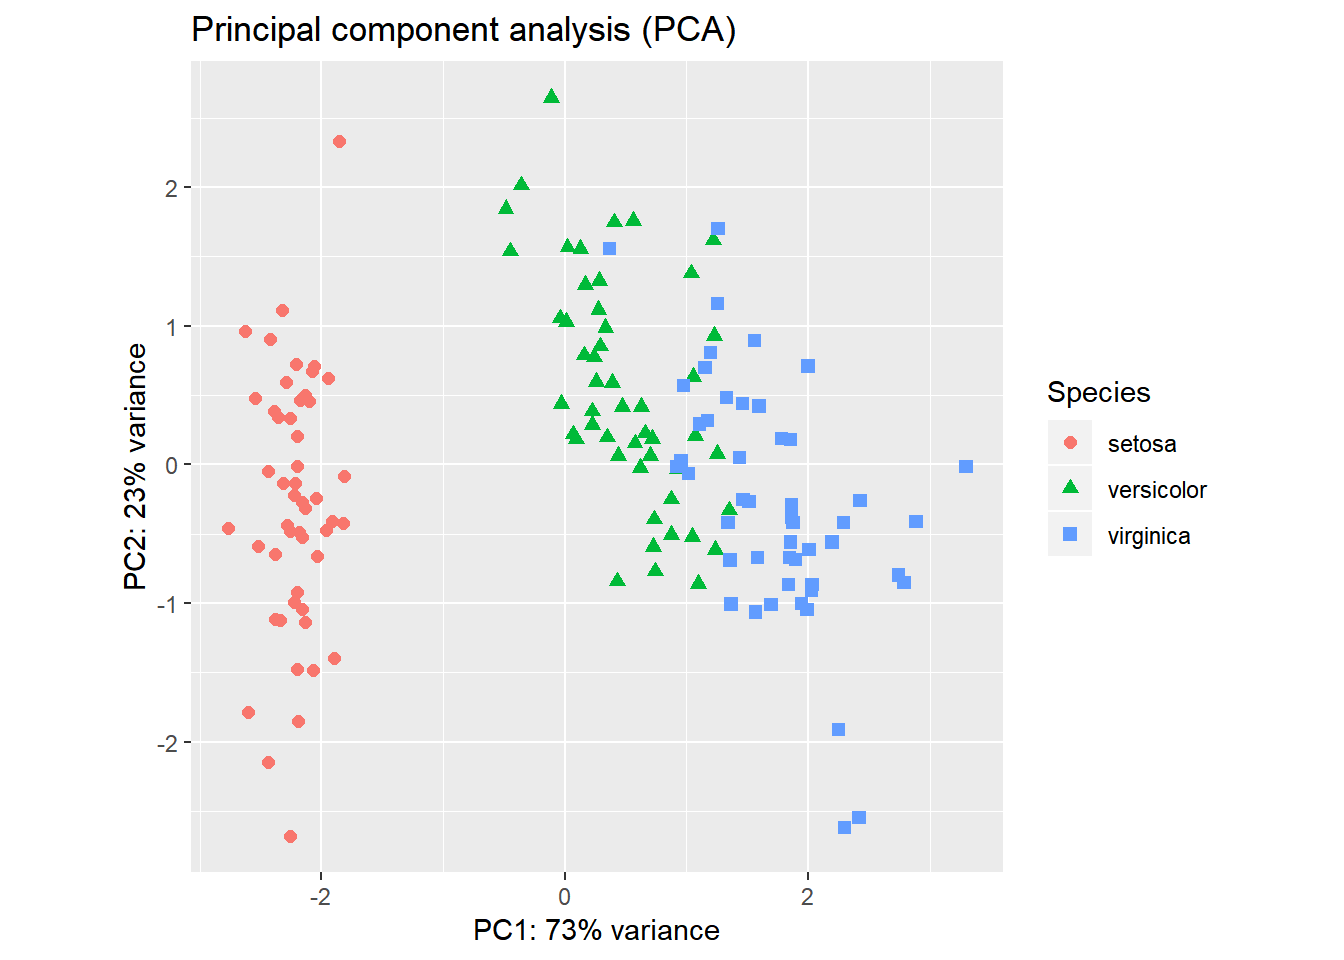 Principal component analysis (PCA)
PC2: 23% variance
2
1
0
-1
-2
-2
0
2
PC1: 73% variance
Species
setosa
versicolor
virginica